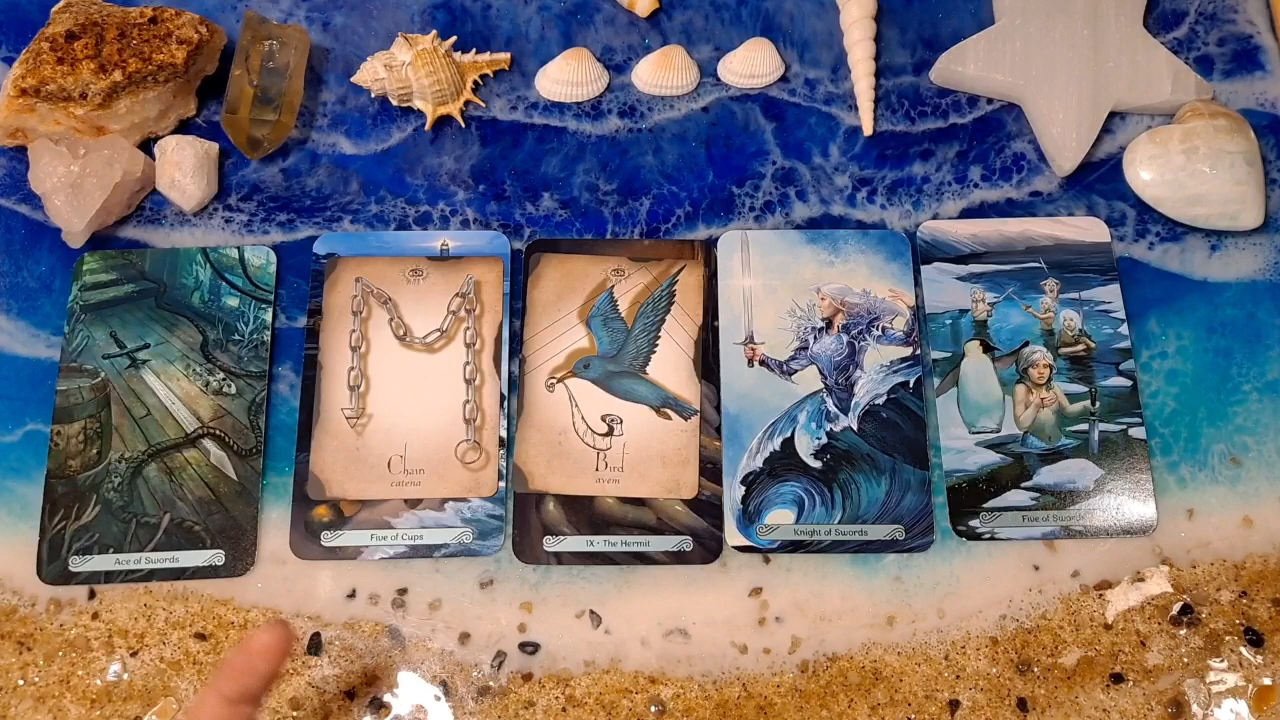 Ace of Swords
Chain
catena
Five of Cups
Bird
avem
IX • The Hermit
Knight of Swords
Five of Swords